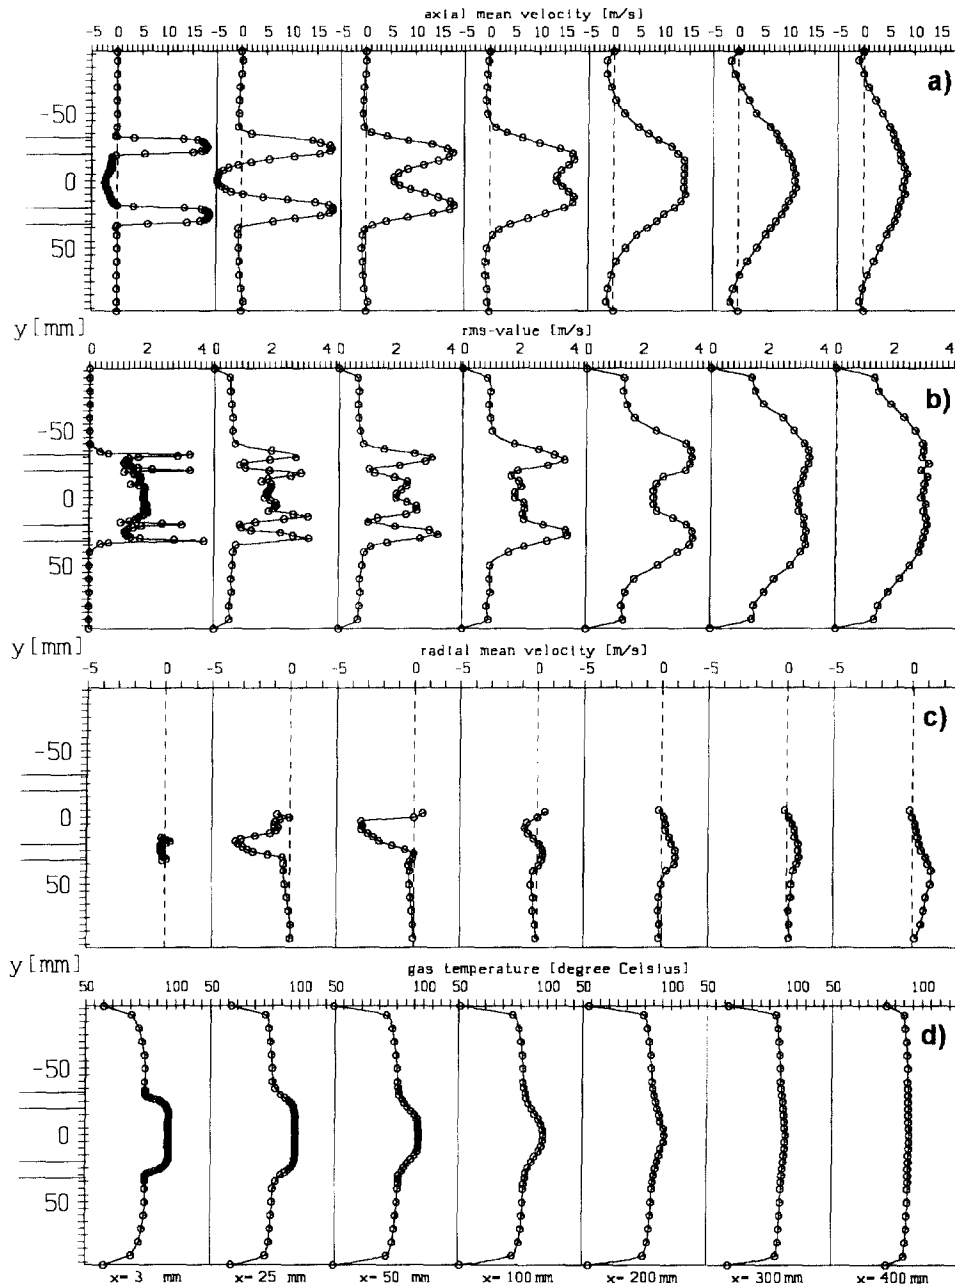 axial mean velocity [m/s]
-5 0 5 10 15 -5 0 5 10 15 -5 0 5 10 15 -5 0 5 10 15 -5 0 5 10 15 -5 0 5 10 15 -5 0 5 10 15
a)
-50
0
50
y [mm]
rms-value [m/s]
0 2 4 0 2 4 0 2 4 0 2 4 0 2 4 0 2 4 0 2 4
b)
-50
0
50
y [mm]
radial mean velocity [m/s]
-5 0 -5 0 -5 0 -5 0 -5 0 -5 0 -5 0
c)
-50
0
50
y [mm]
gas temperature [degree Celsius]
50 100 50 100 50 100 50 100 50 100 50 100 50 100
d)
-50
0
50
x- 3 mm x- 25 mm x- 50 mm x- 100 mm x- 200 mm x- 300 mm x- 400 mm